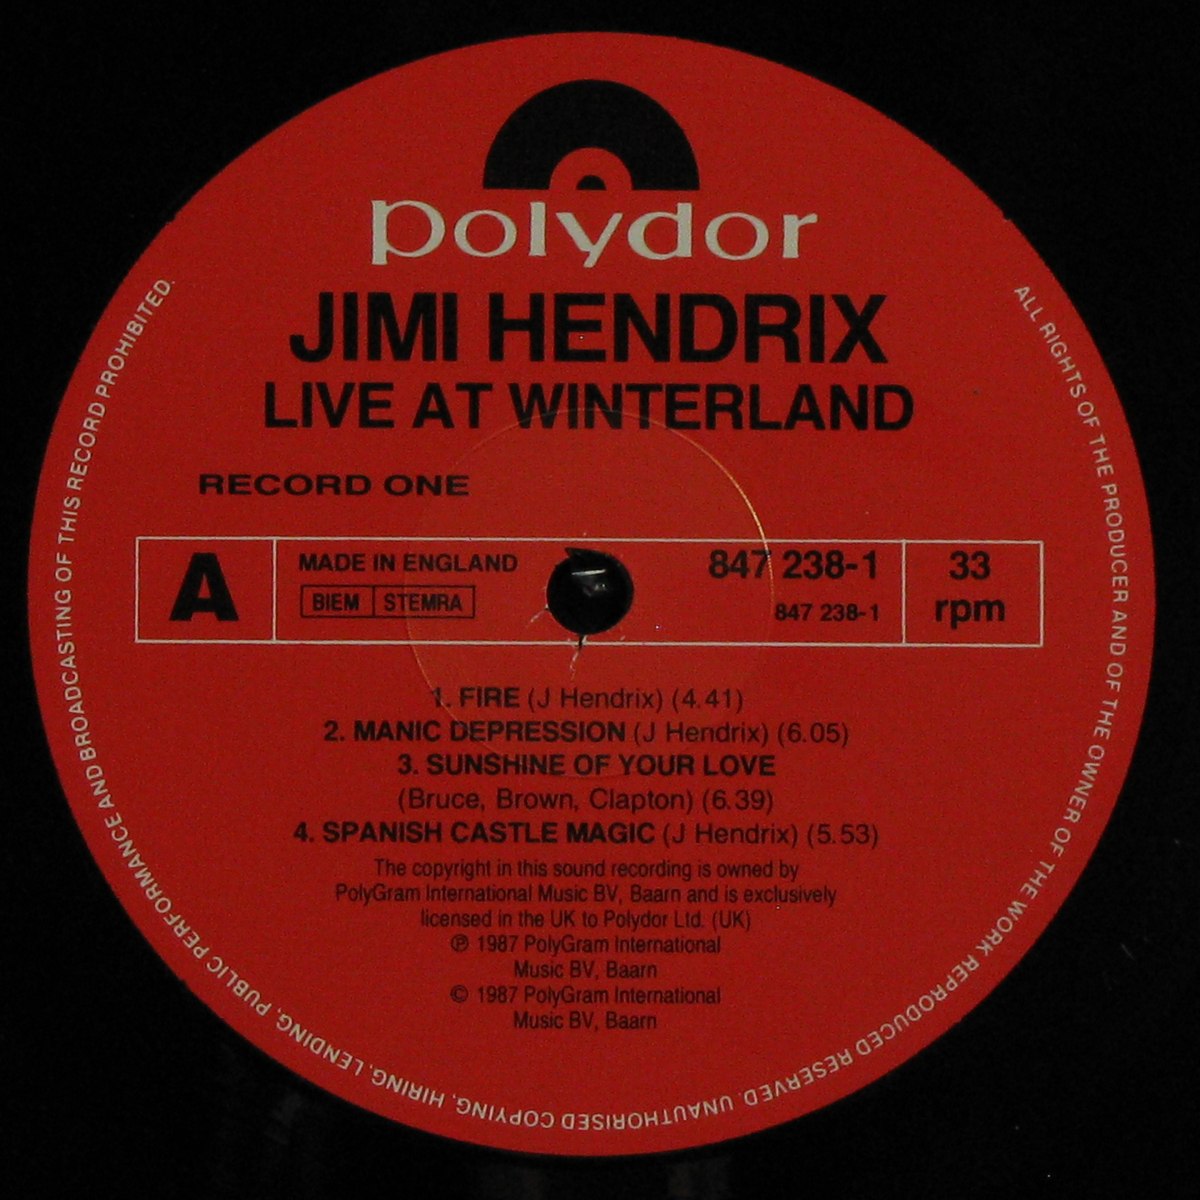 polydor
JIMI HENDRIX
LIVE AT WINTERLAND
RECORD ONE
A
MADE IN ENGLAND
BIEM STEMRA
847 238-1
847 238-1
33
rpm
1. FIRE (J Hendrix) (4.41)
2. MANIC DEPRESSION (J Hendrix) (6.05)
3. SUNSHINE OF YOUR LOVE
(Bruce, Brown, Clapton) (6.39)
4. SPANISH CASTLE MAGIC (J Hendrix) (5.53)
The copyright in this sound recording is owned by
PolyGram International Music BV, Baarn and is exclusively
licensed in the UK to Polydor Ltd. (UK)
℗ 1987 PolyGram International
Music BV, Baarn
© 1987 PolyGram International
Music BV, Baarn
ALL RIGHTS OF THE PRODUCER AND OF THE OWNER OF THE WORK REPRODUCED RESERVED. UNAUTHORISED COPYING, HIRING, LENDING, PUBLIC PERFORMANCE AND BROADCASTING OF THIS RECORD PROHIBITED.